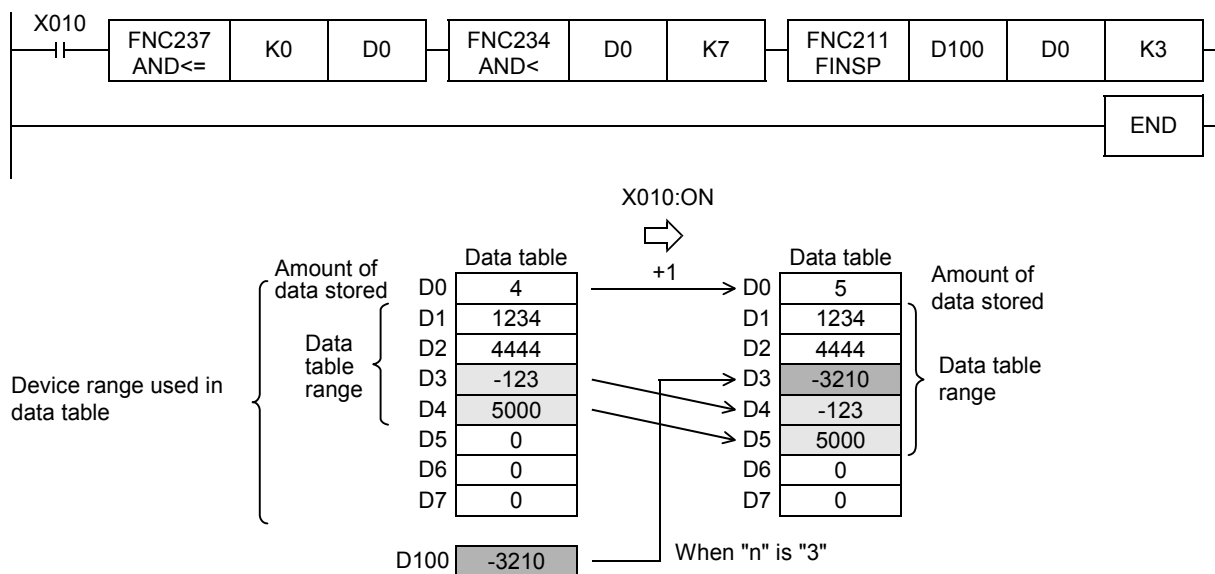 X010
FNC237 AND<= K0 D0 FNC234 AND< D0 K7 FNC211 FINSP D100 D0 K3
END
X010:ON
Data table
+1
Data table
Amount of data stored
D0 4
D0 5
Amount of data stored
D1 1234
D1 1234
Data table range
D2 4444
D2 4444
Data table range
Device range used in data table
D3 -123
D3 -3210
D4 5000
D4 -123
D5 0
D5 5000
D6 0
D6 0
D7 0
D7 0
D100 -3210
When "n" is "3"